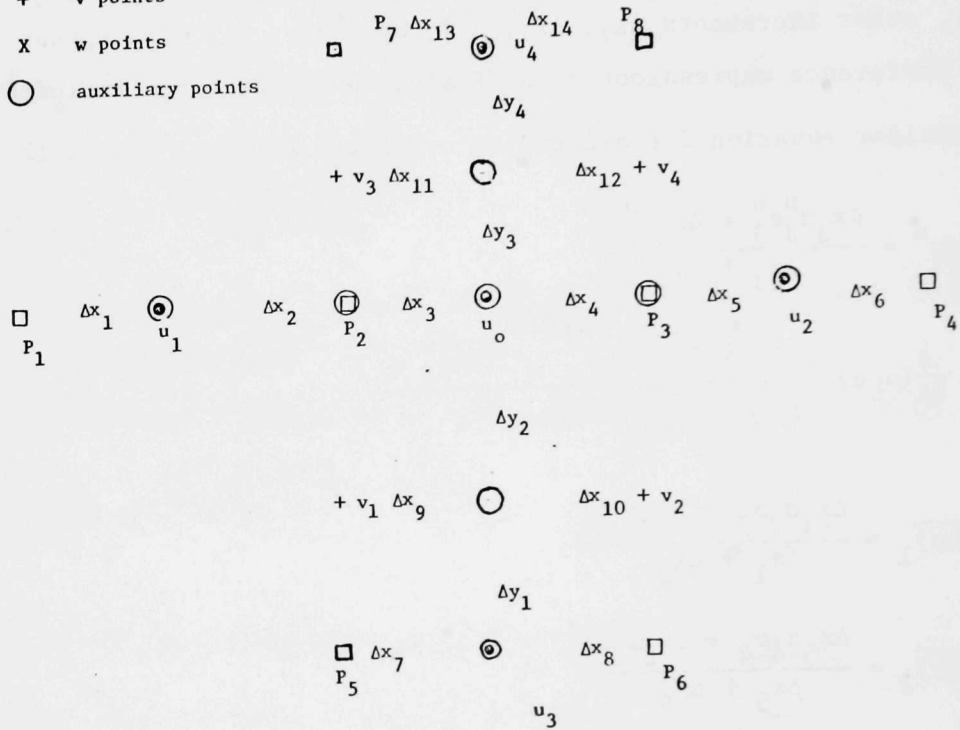 + v points
P7 Δx13 Δx14 P8
X w points
u4
○ auxiliary points
Δy4
+ v3 Δx11 Δx12 + v4
Δy3
Δx1 Δx2 Δx3 Δx4 Δx5 Δx6
P1 u1 P2 uo P3 u2 P4
Δy2
+ v1 Δx9 Δx10 + v2
Δy1
Δx7 Δx8
P5 P6
u3